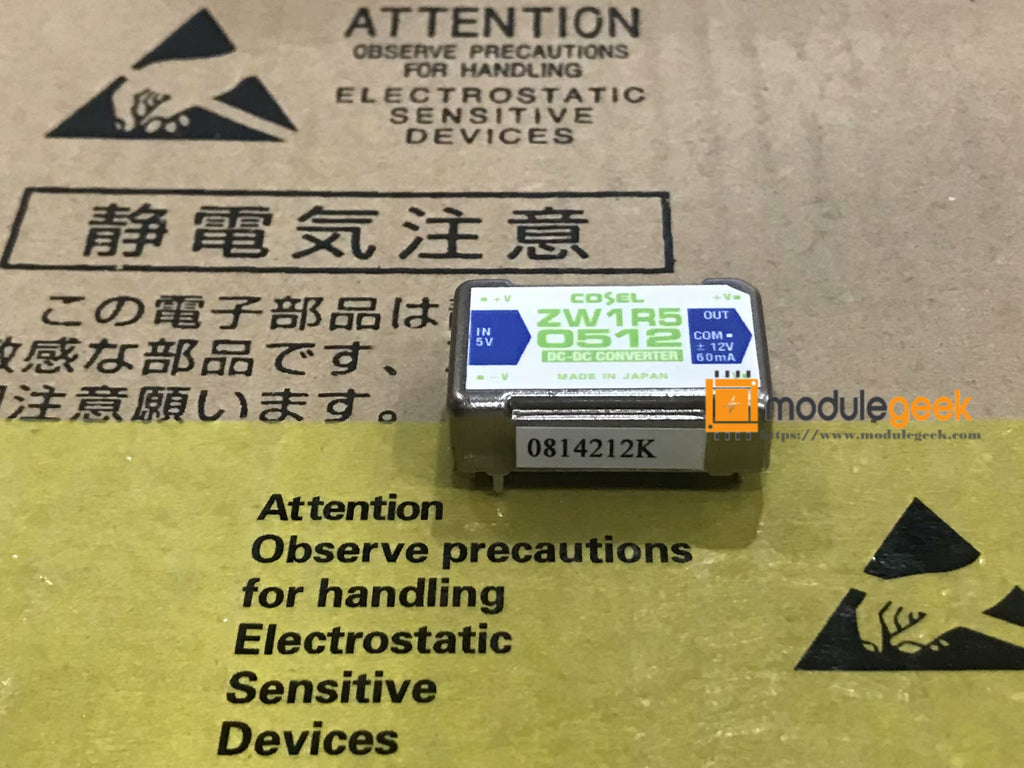 ATTENTION
OBSERVE PRECAUTIONS
FOR HANDLING
ELECTROSTATIC
SENSITIVE
DEVICES
静電気注意
この電子部品は
敏感な部品です、
注意願います。
+V
COSEL
+V
ZW1R5
0512
DC-DC CONVERTER
IN
5V
OUT
COM
±12V
60mA
-V
MADE IN JAPAN
0814212K
modulegeek
https://www.modulegeek.com
Attention
Observe precautions
for handling
Electrostatic
Sensitive
Devices